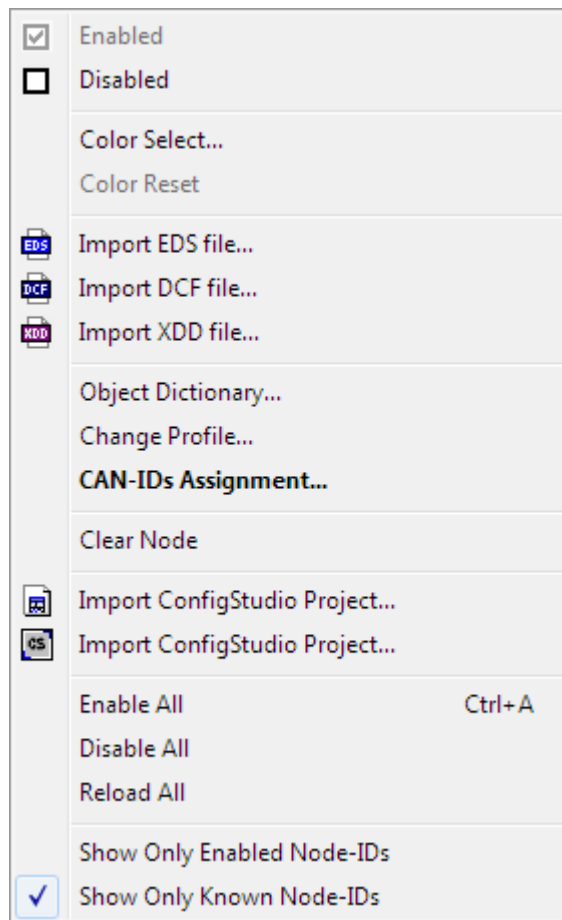 Enabled
Disabled
Color Select...
Color Reset
EDS Import EDS file...
DCF Import DCF file...
XDD Import XDD file...
Object Dictionary...
Change Profile...
CAN-IDs Assignment...
Clear Node
Import ConfigStudio Project...
CS Import ConfigStudio Project...
Enable All Ctrl+A
Disable All
Reload All
Show Only Enabled Node-IDs
Show Only Known Node-IDs